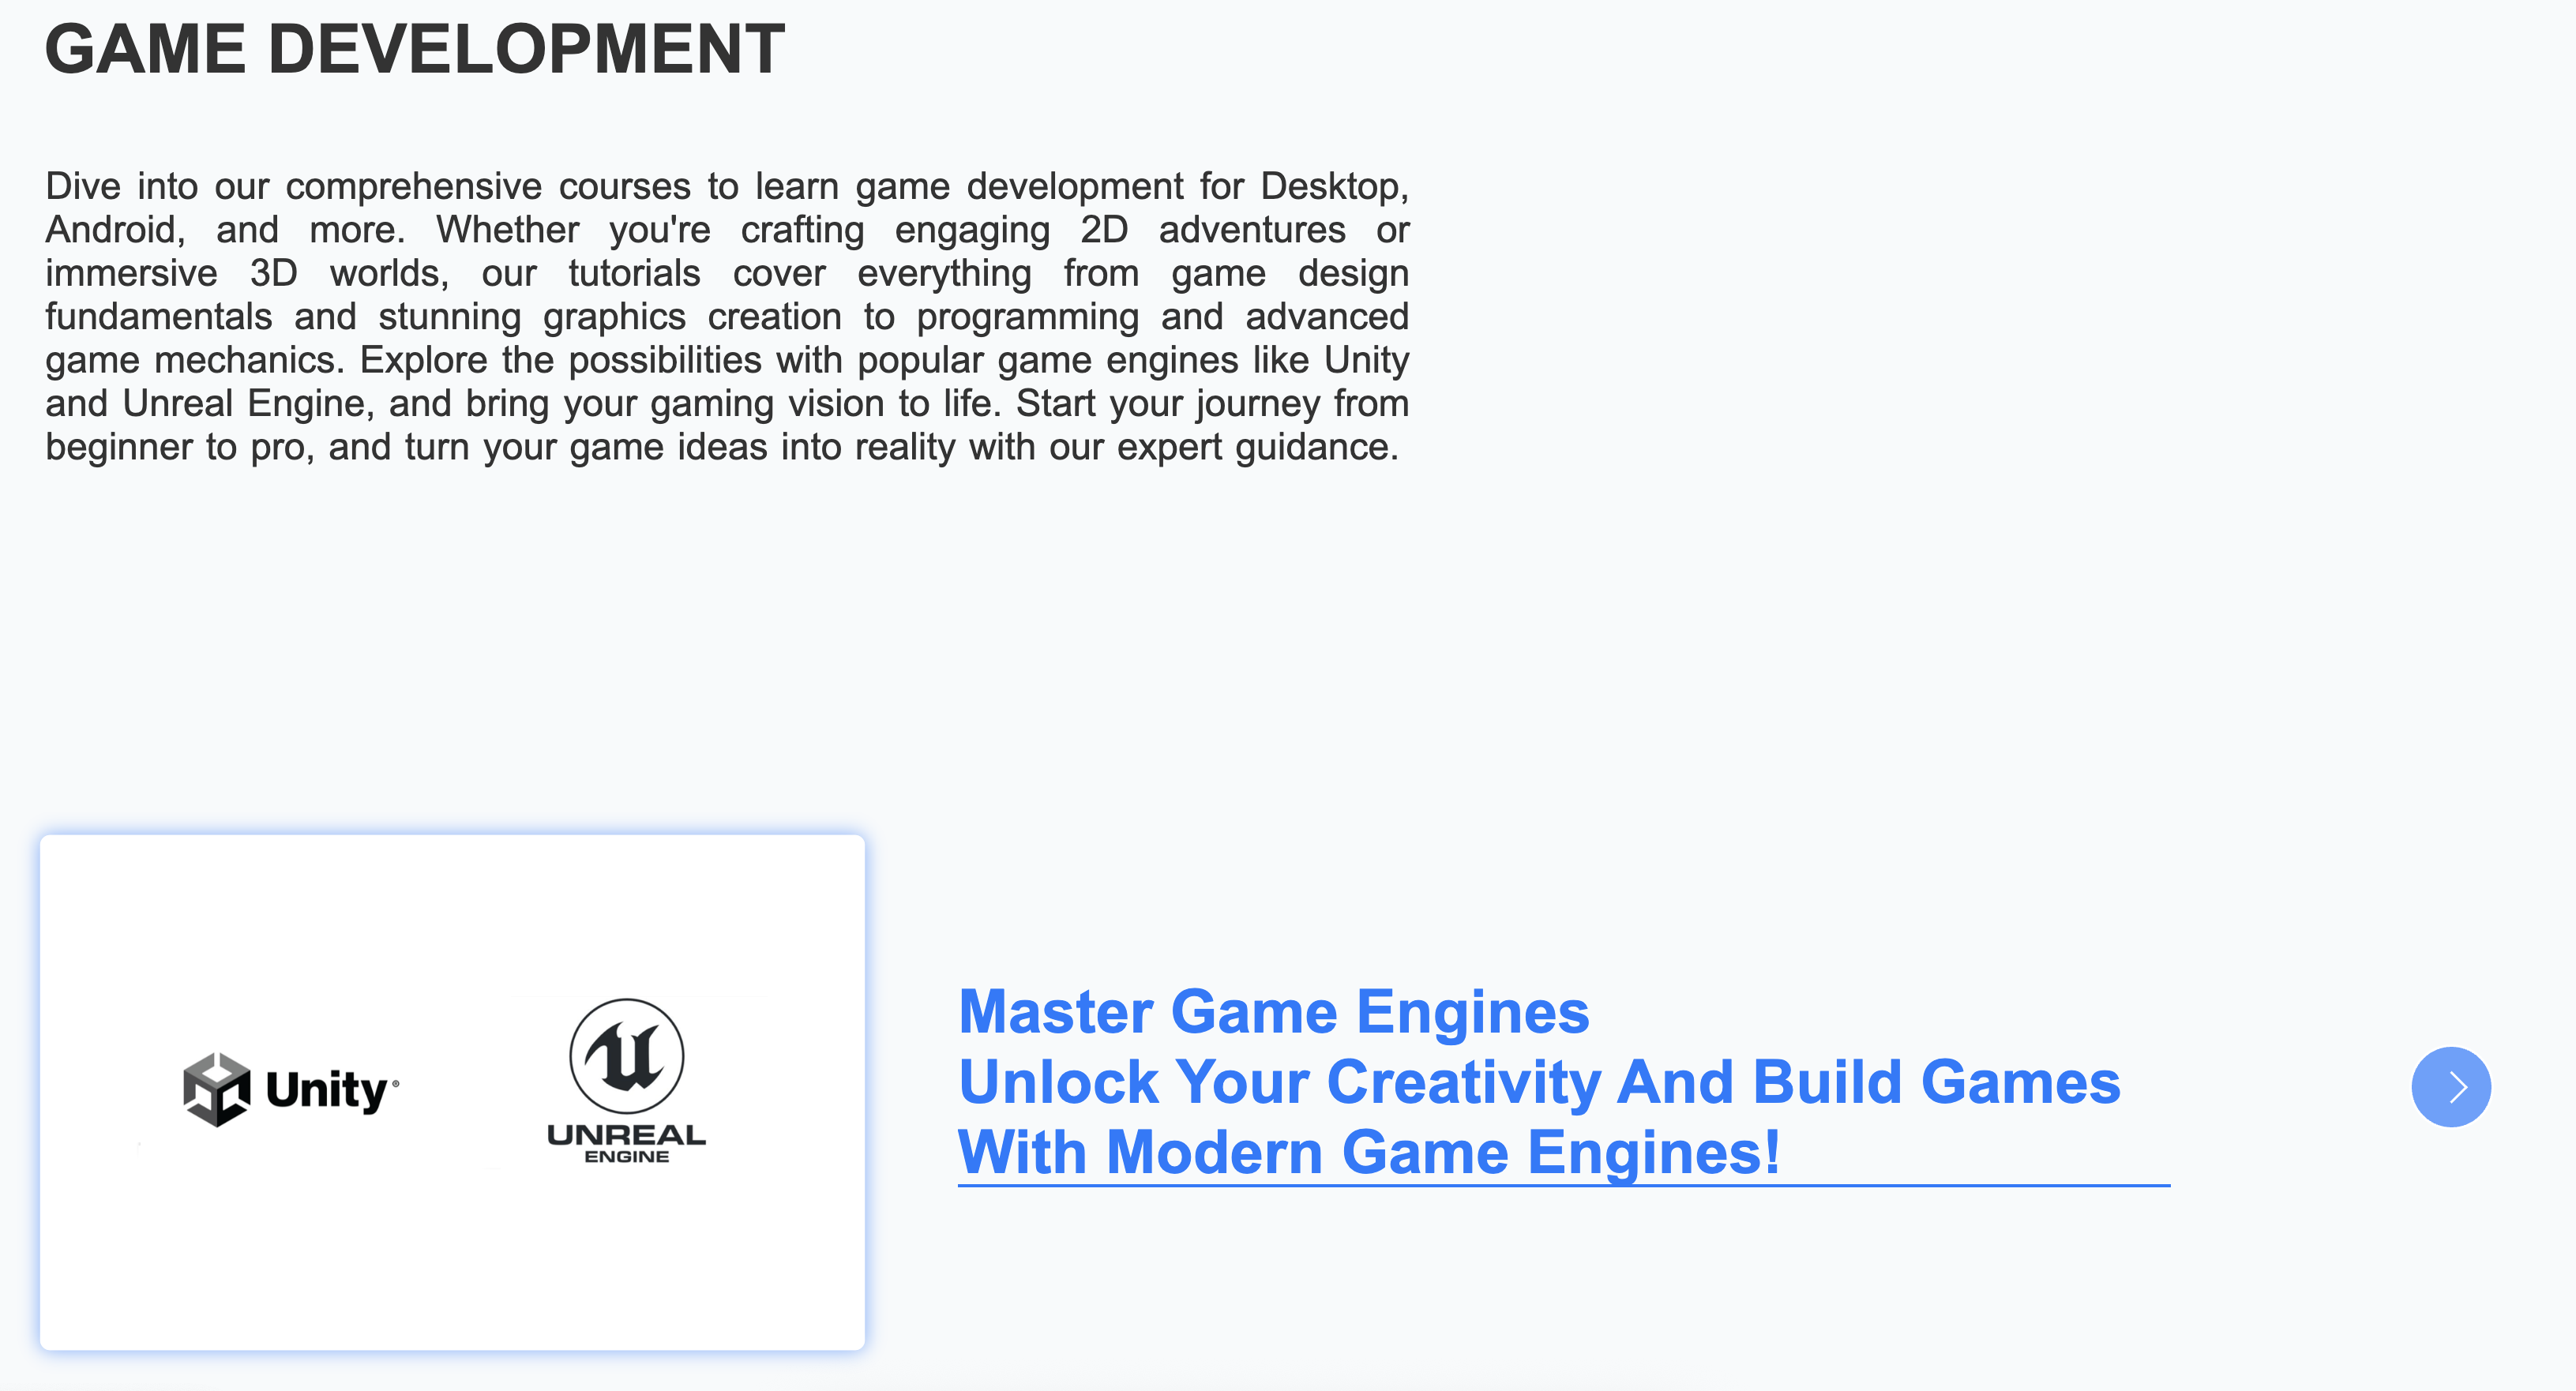 GAME DEVELOPMENT
Dive into our comprehensive courses to learn game development for Desktop,
Android, and more. Whether you're crafting engaging 2D adventures or
immersive 3D worlds, our tutorials cover everything from game design
fundamentals and stunning graphics creation to programming and advanced
game mechanics. Explore the possibilities with popular game engines like Unity
and Unreal Engine, and bring your gaming vision to life. Start your journey from
beginner to pro, and turn your game ideas into reality with our expert guidance.
Unity®
UNREAL
ENGINE
Master Game Engines
Unlock Your Creativity And Build Games
With Modern Game Engines!